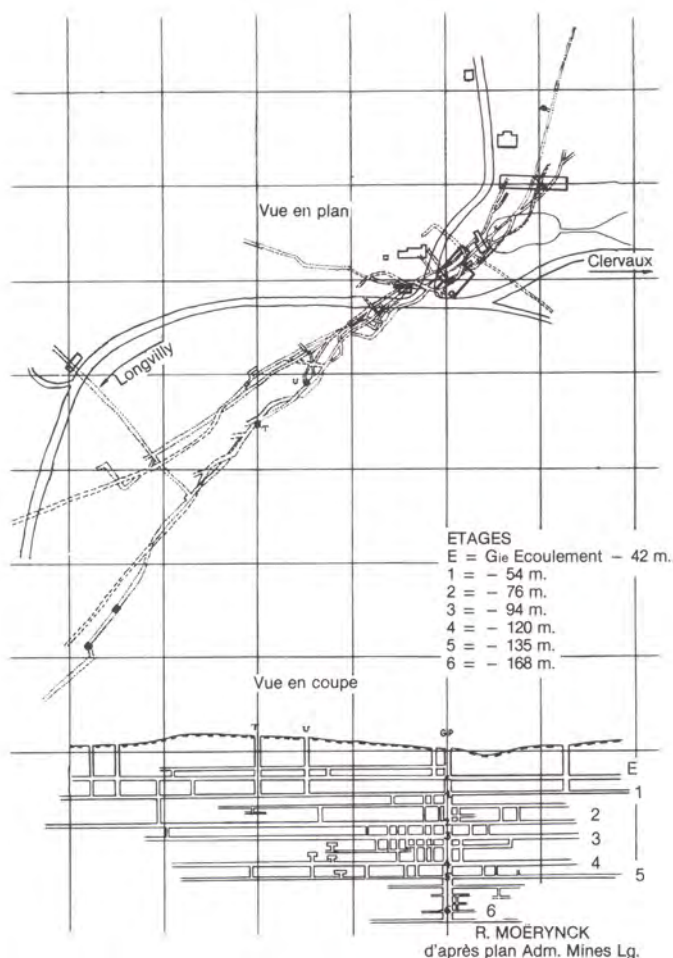 Vue en plan
Clervaux
Longvilly
U
T
ETAGES
E = Gie Ecoulement – 42 m.
1 = – 54 m.
2 = – 76 m.
3 = – 94 m.
4 = – 120 m.
5 = – 135 m.
6 = – 168 m.
Vue en coupe
T U GP
E
1
2
3
4
5
6
R. MOËRYNCK
d'après plan Adm. Mines Lg.